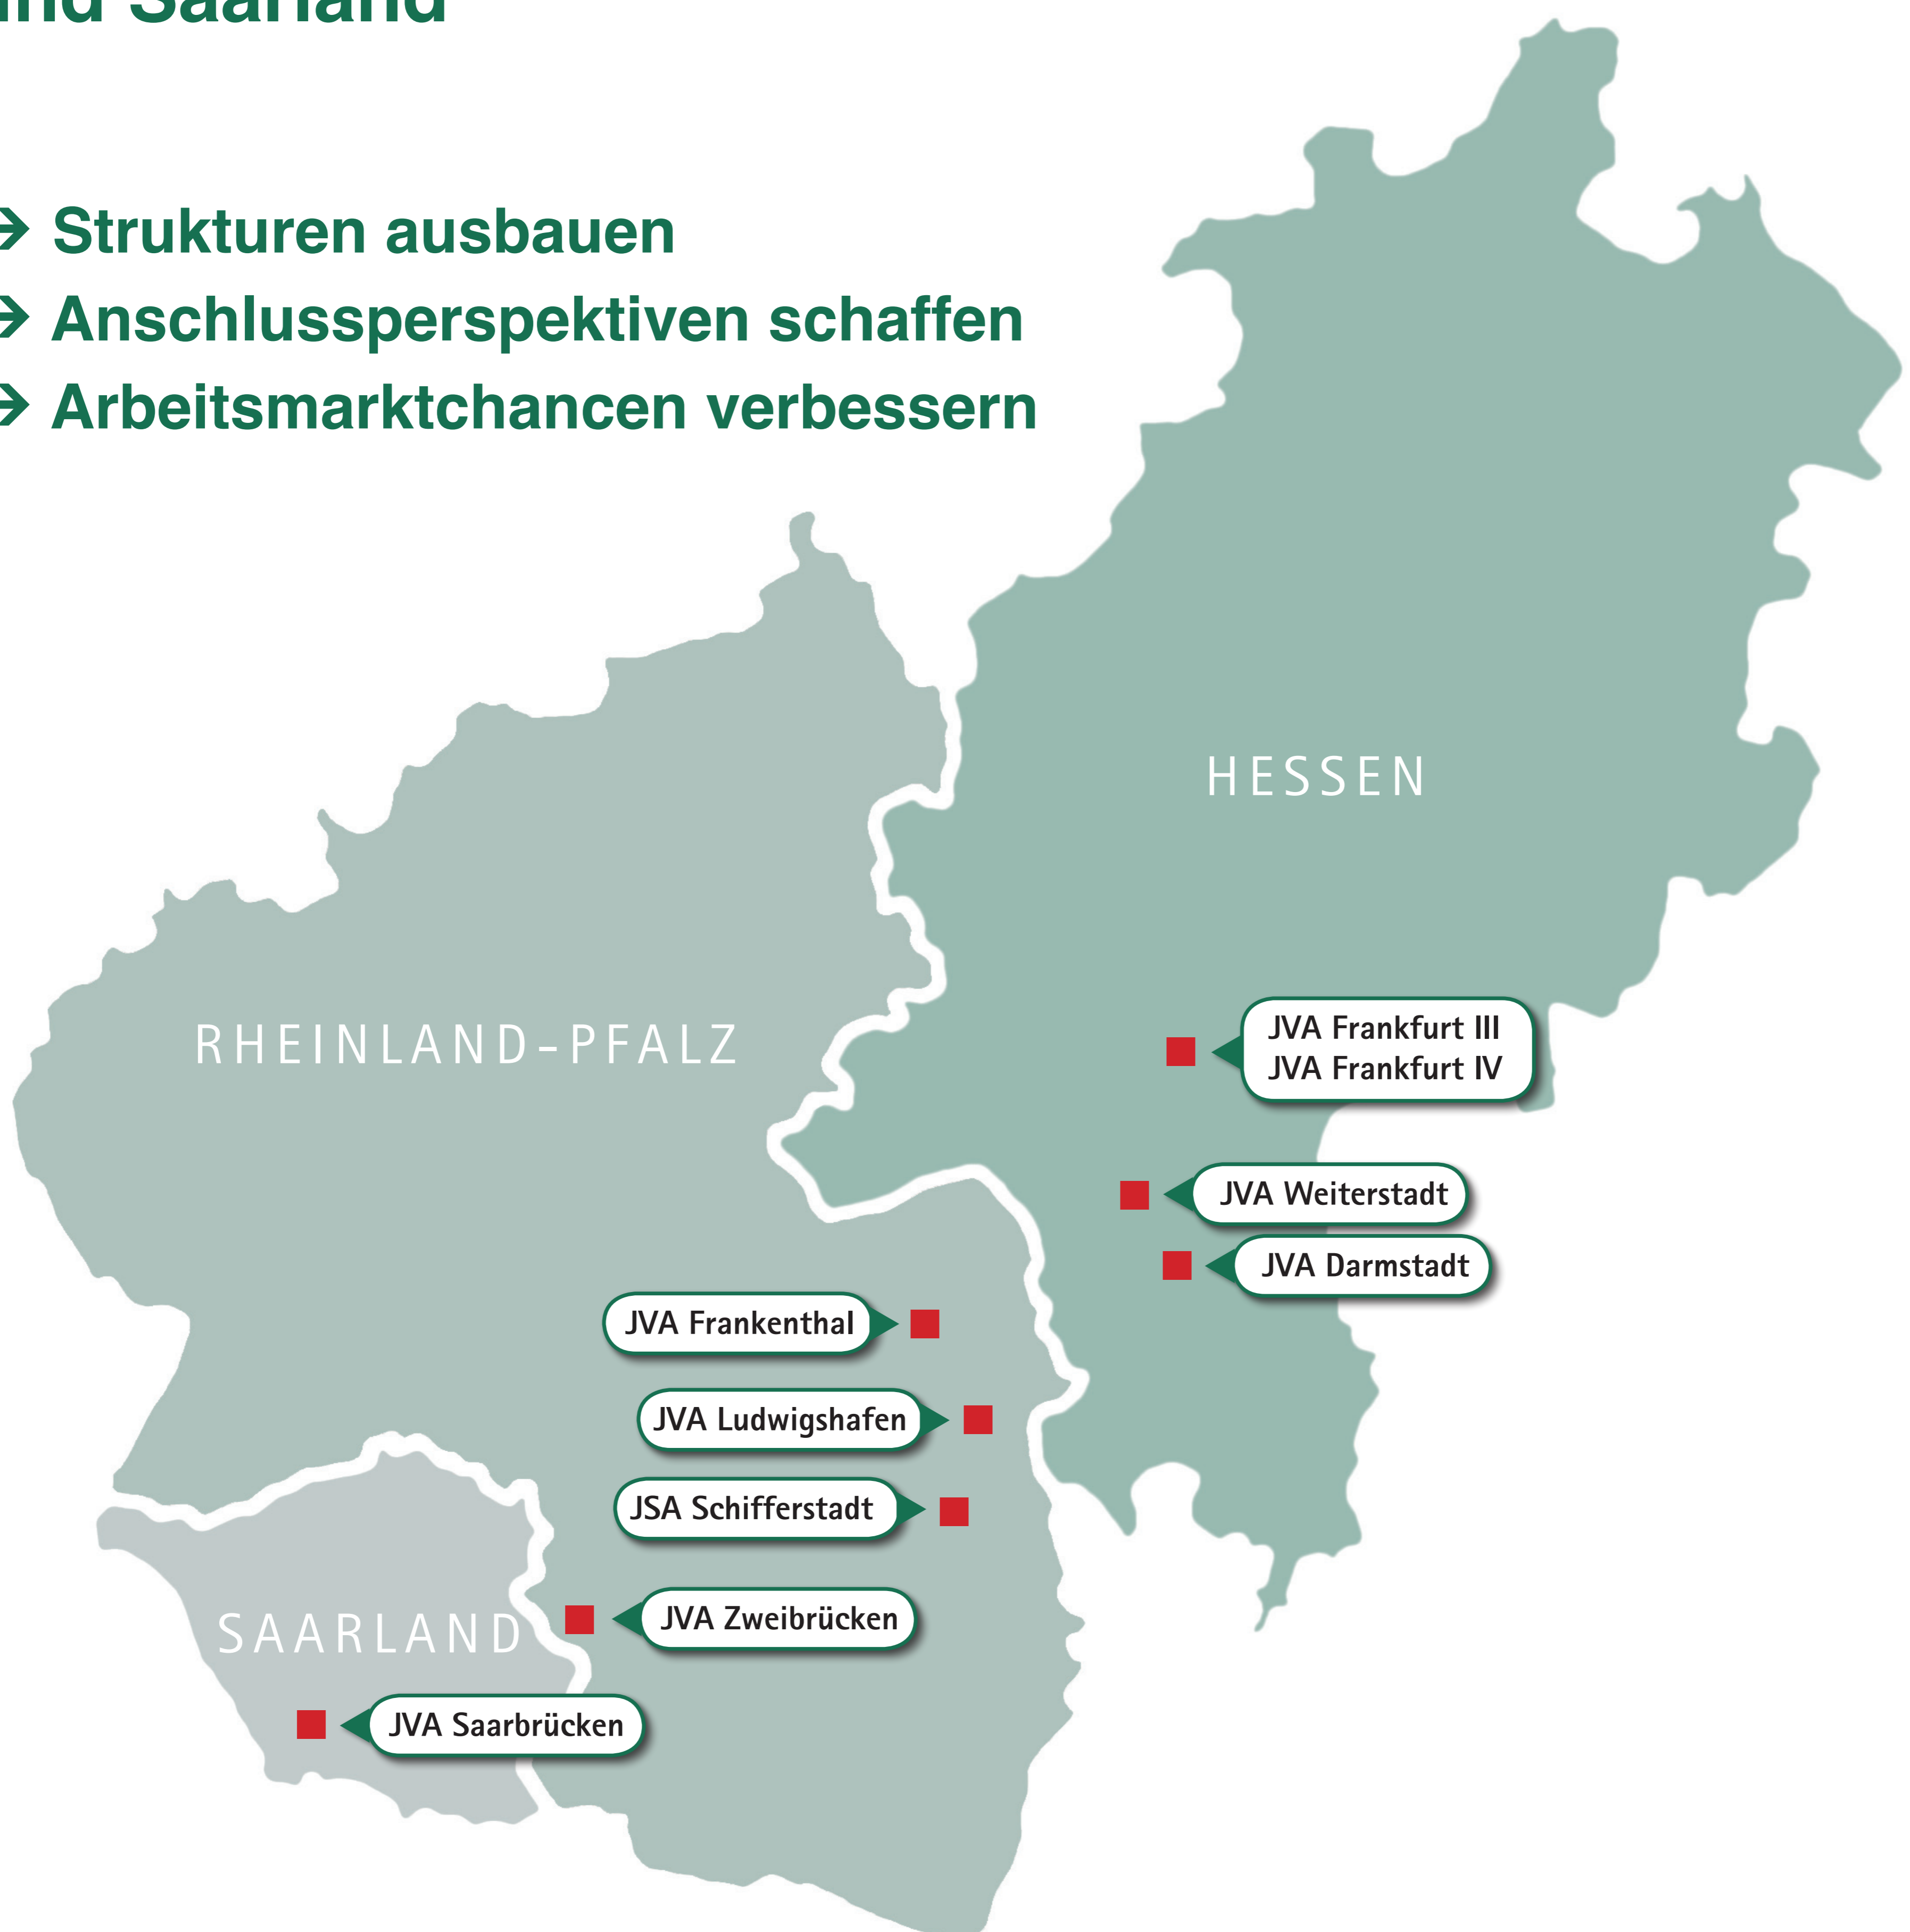 Saarland
→ Strukturen ausbauen
→ Anschlussperspektiven schaffen
→ Arbeitsmarktchancen verbessern
HESSEN
RHEINLAND-PFALZ
JVA Frankfurt III
JVA Frankfurt IV
JVA Weiterstadt
JVA Darmstadt
JVA Frankenthal
JVA Ludwigshafen
JSA Schifferstadt
JVA Zweibrücken
SAARLAND
JVA Saarbrücken